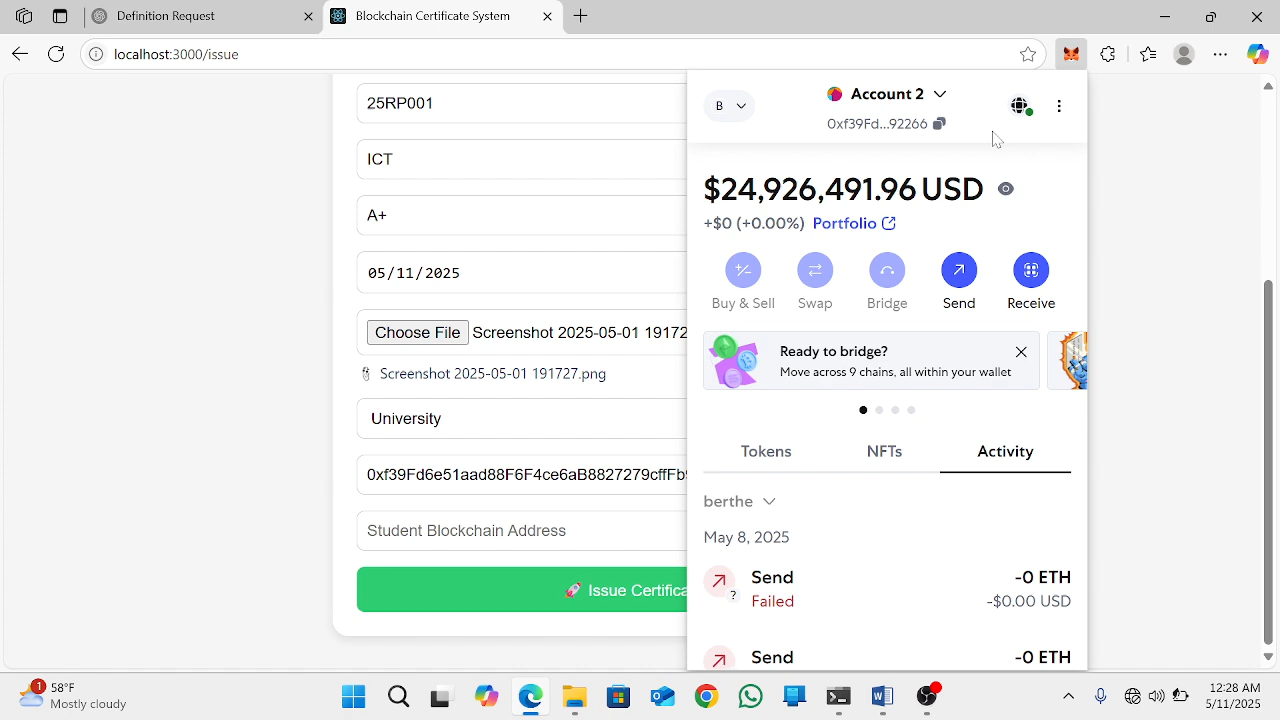 Definition Request
Blockchain Certificate System
localhost:3000/issue
25RP001
ICT
A+
05/11/2025
Choose File Screenshot 2025-05-01 19172
Screenshot 2025-05-01 191727.png
University
0xf39Fd6e51aad88F6F4ce6aB8827279cffFb
Student Blockchain Address
🚀 Issue Certifica
B
Account 2
0xf39Fd...92266
$24,926,491.96 USD
+$0 (+0.00%) Portfolio
Buy & Sell Swap Bridge Send Receive
Ready to bridge?
Move across 9 chains, all within your wallet
Tokens NFTs Activity
berthe
May 8, 2025
Send -0 ETH
? Failed -$0.00 USD
Send -0 ETH
1
58°F
Mostly cloudy
12:28 AM
5/11/2025